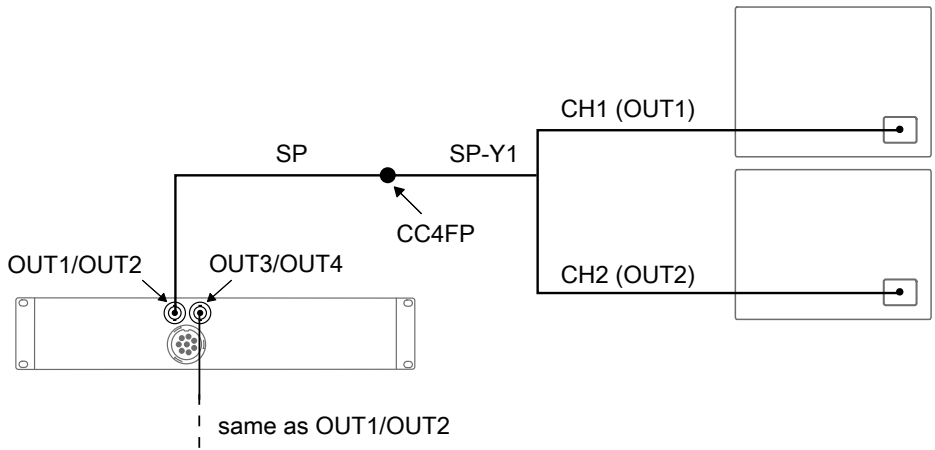 CH1 (OUT1)
SP
SP-Y1
CC4FP
OUT1/OUT2
OUT3/OUT4
CH2 (OUT2)
same as OUT1/OUT2